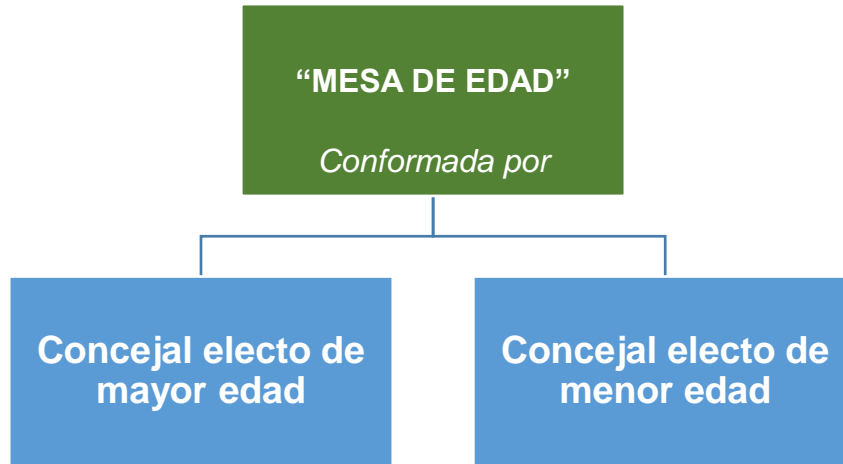 “MESA DE EDAD”
Conformada por
Concejal electo de
mayor edad
Concejal electo de
menor edad